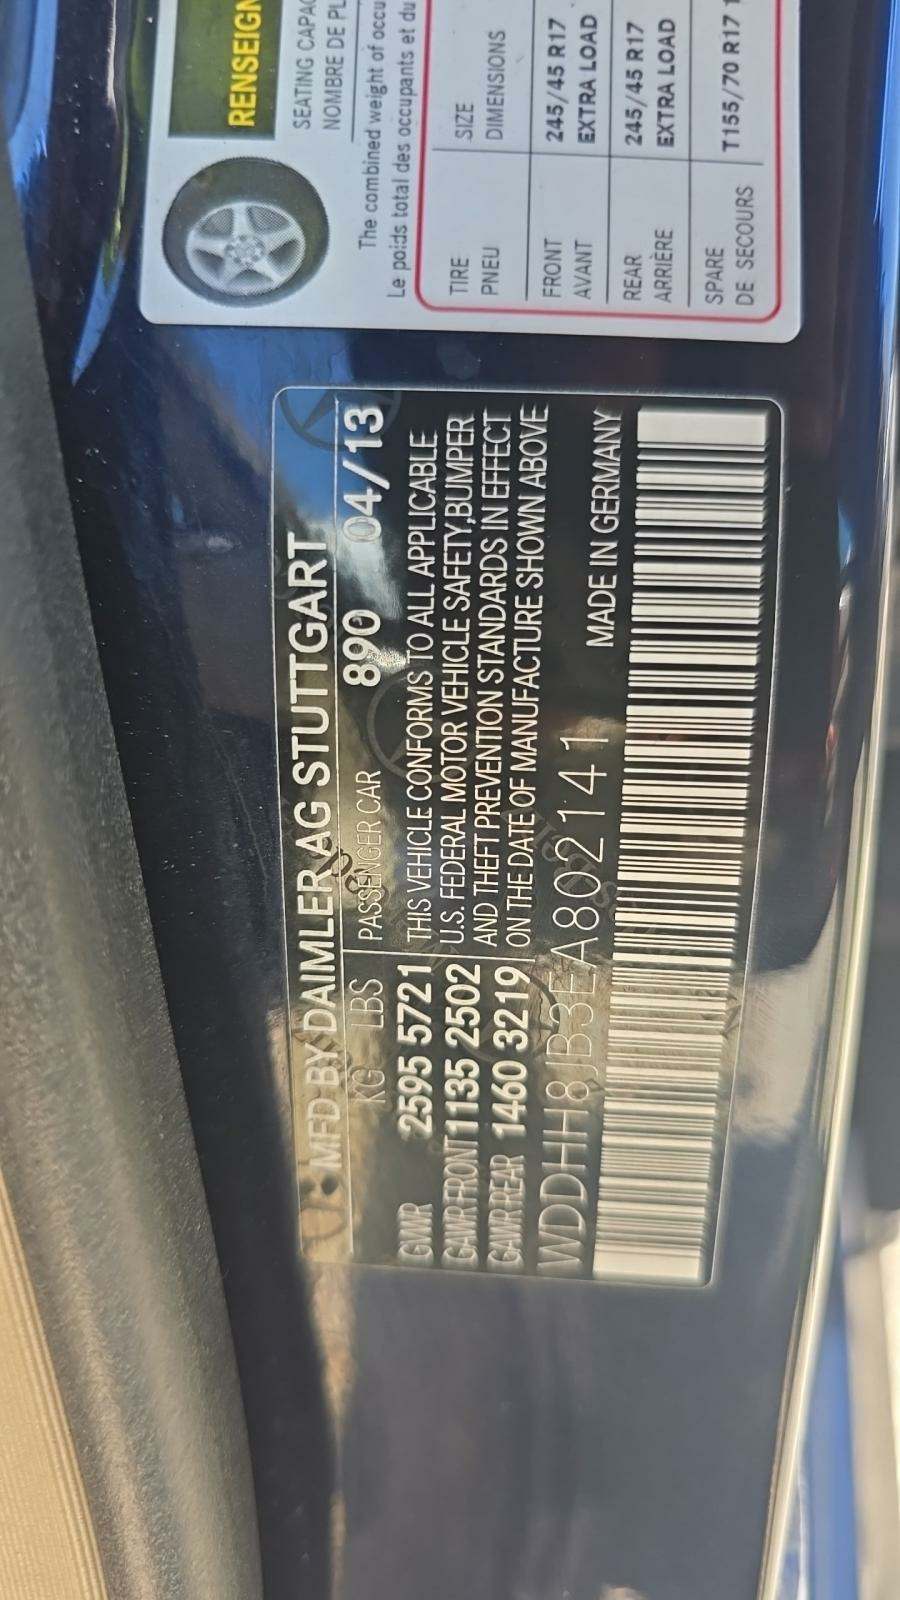 MFD BY DAIMLER AG STUTTGART
KG LBS PASSENGER CAR 890 04/13
GVWR 2595 5721 THIS VEHICLE CONFORMS TO ALL APPLICABLE
GAWR FRONT 1135 2502 U.S. FEDERAL MOTOR VEHICLE SAFETY,BUMPER
GAWR REAR 1460 3219 AND THEFT PREVENTION STANDARDS IN EFFECT
ON THE DATE OF MANUFACTURE SHOWN ABOVE
WDDHH8JB3EA802141 MADE IN GERMANY
SEATING CAPAC
NOMBRE DE PL
The combined weight of occu
Le poids total des occupants et du
TIRE SIZE
PNEU DIMENSIONS
FRONT 245/45 R17
AVANT EXTRA LOAD
REAR 245/45 R17
ARRIÈRE EXTRA LOAD
SPARE T155/70 R17 1
DE SECOURS
RENSEIGN